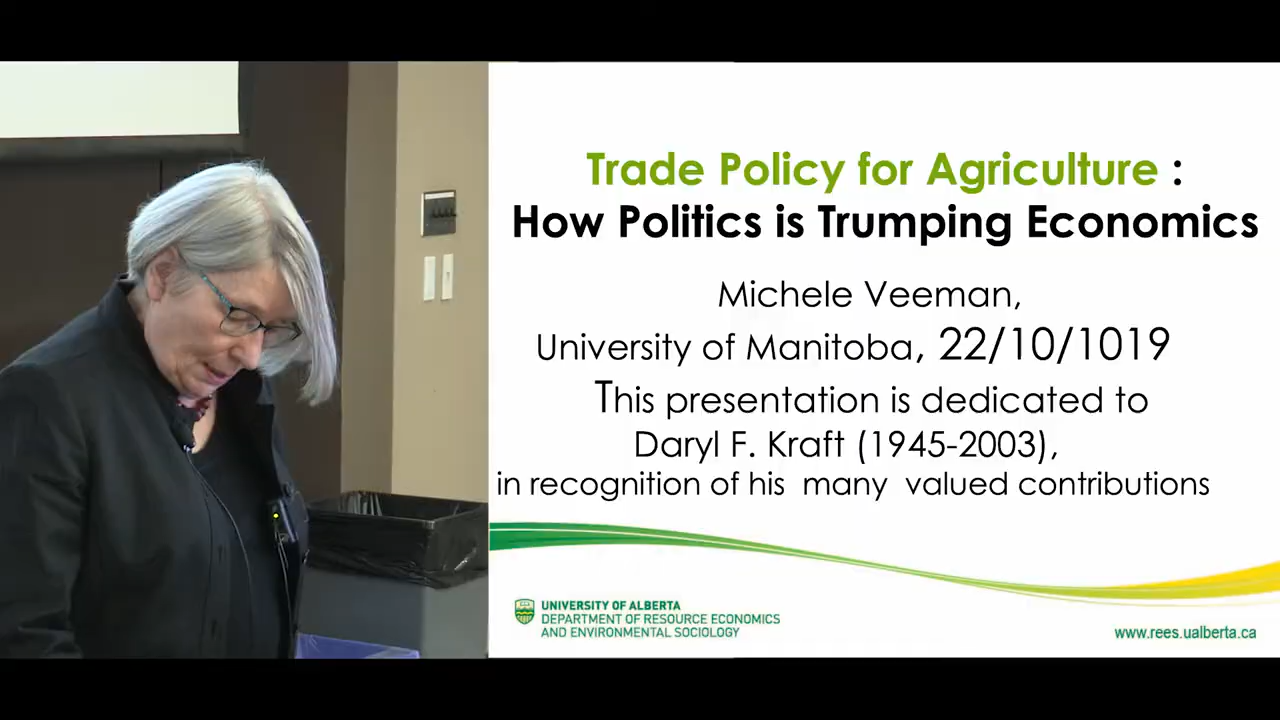 Trade Policy for Agriculture :
How Politics is Trumping Economics
Michele Veeman,
University of Manitoba, 22/10/1019
This presentation is dedicated to
Daryl F. Kraft (1945-2003),
in recognition of his many valued contributions
UNIVERSITY OF ALBERTA
DEPARTMENT OF RESOURCE ECONOMICS
AND ENVIRONMENTAL SOCIOLOGY
www.rees.ualberta.ca